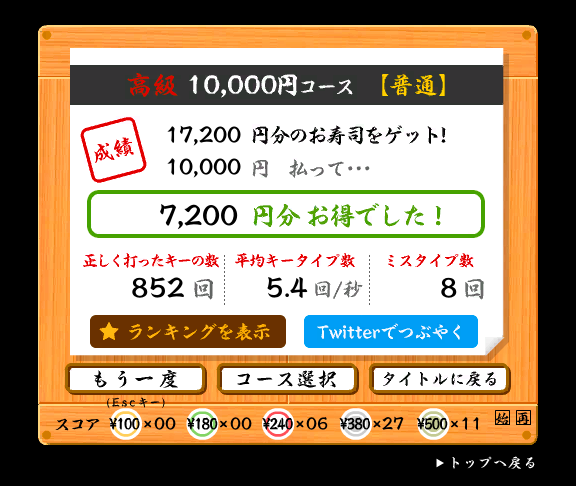 高級 10,000円コース 【普通】
成績
17,200 円分のお寿司をゲット!
10,000 円 払って･･･
7,200 円分 お得でした！
正しく打ったキーの数 平均キータイプ数 ミスタイプ数
852 回 5.4 回/秒 8 回
ランキングを表示 Twitterでつぶやく
もう一度 コース選択 タイトルに戻る
(Escキー)
スコア ¥100×00 ¥180×00 ¥240×06 ¥380×27 ¥500×11 始 再
▶トップへ戻る